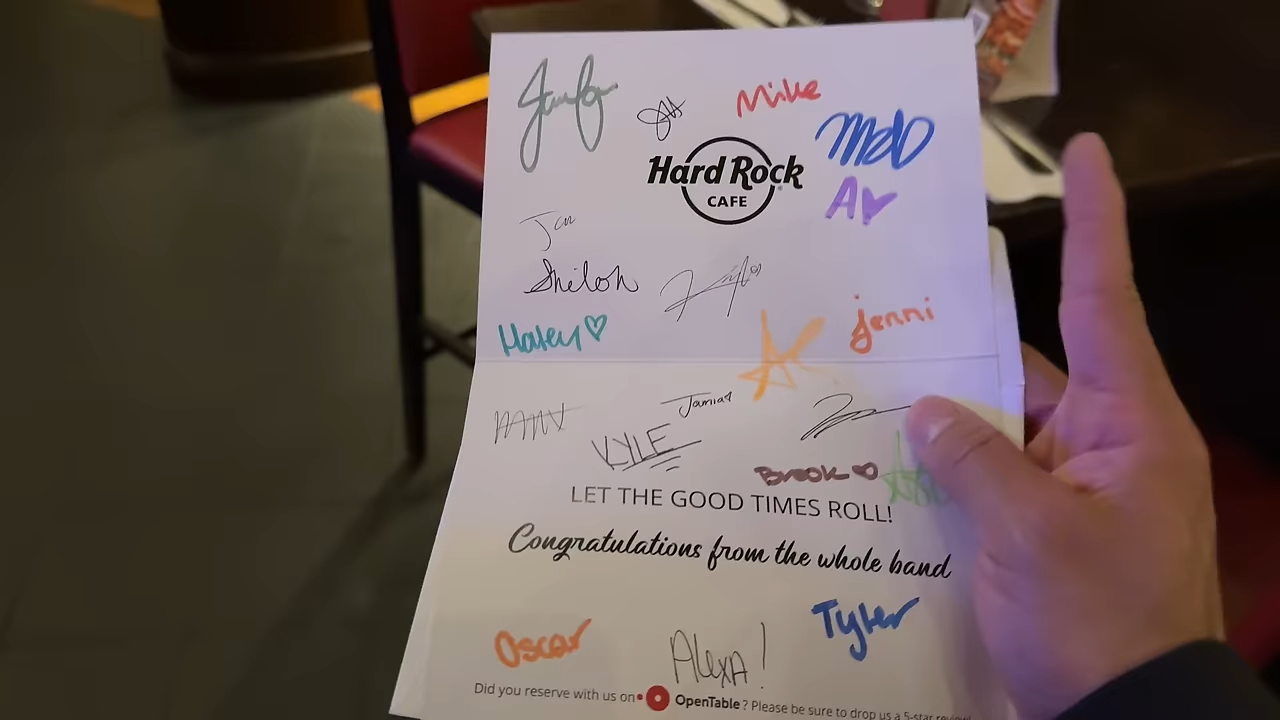 Mike
Hard Rock
CAFE
A
Jan
Shiloh
Haley
Jenni
Jamia
KYLE
Brook
LET THE GOOD TIMES ROLL!
Congratulations from the whole band
Tyler
Oscar
Alexa!
Did you reserve with us on OpenTable? Please be sure to drop us a 5-star review!